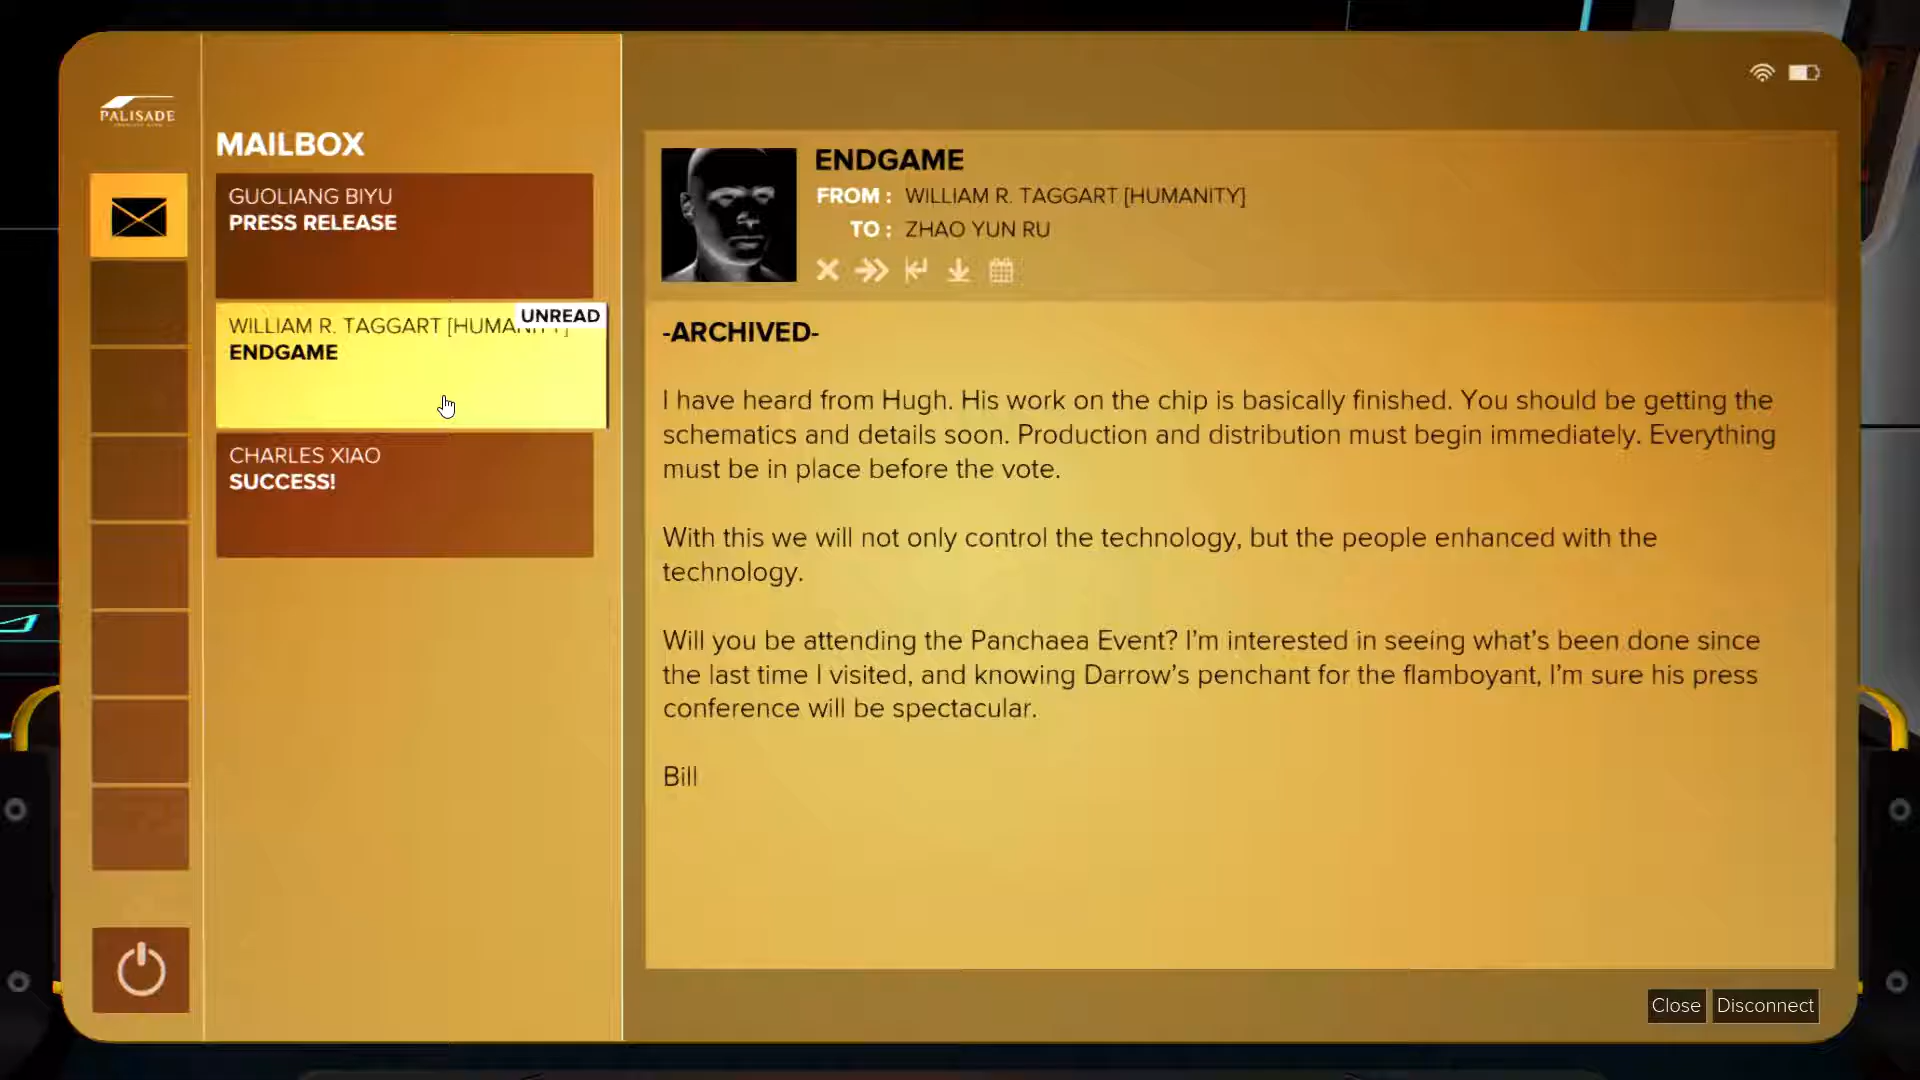 PALISADE
MAILBOX
GUOLIANG BIYU
PRESS RELEASE
UNREAD
WILLIAM R. TAGGART [HUMANITY]
ENDGAME
CHARLES XIAO
SUCCESS!
ENDGAME
FROM : WILLIAM R. TAGGART [HUMANITY]
TO : ZHAO YUN RU
-ARCHIVED-
I have heard from Hugh. His work on the chip is basically finished. You should be getting the
schematics and details soon. Production and distribution must begin immediately. Everything
must be in place before the vote.
With this we will not only control the technology, but the people enhanced with the
technology.
Will you be attending the Panchaea Event? I'm interested in seeing what's been done since
the last time I visited, and knowing Darrow's penchant for the flamboyant, I'm sure his press
conference will be spectacular.
Bill
Close
Disconnect